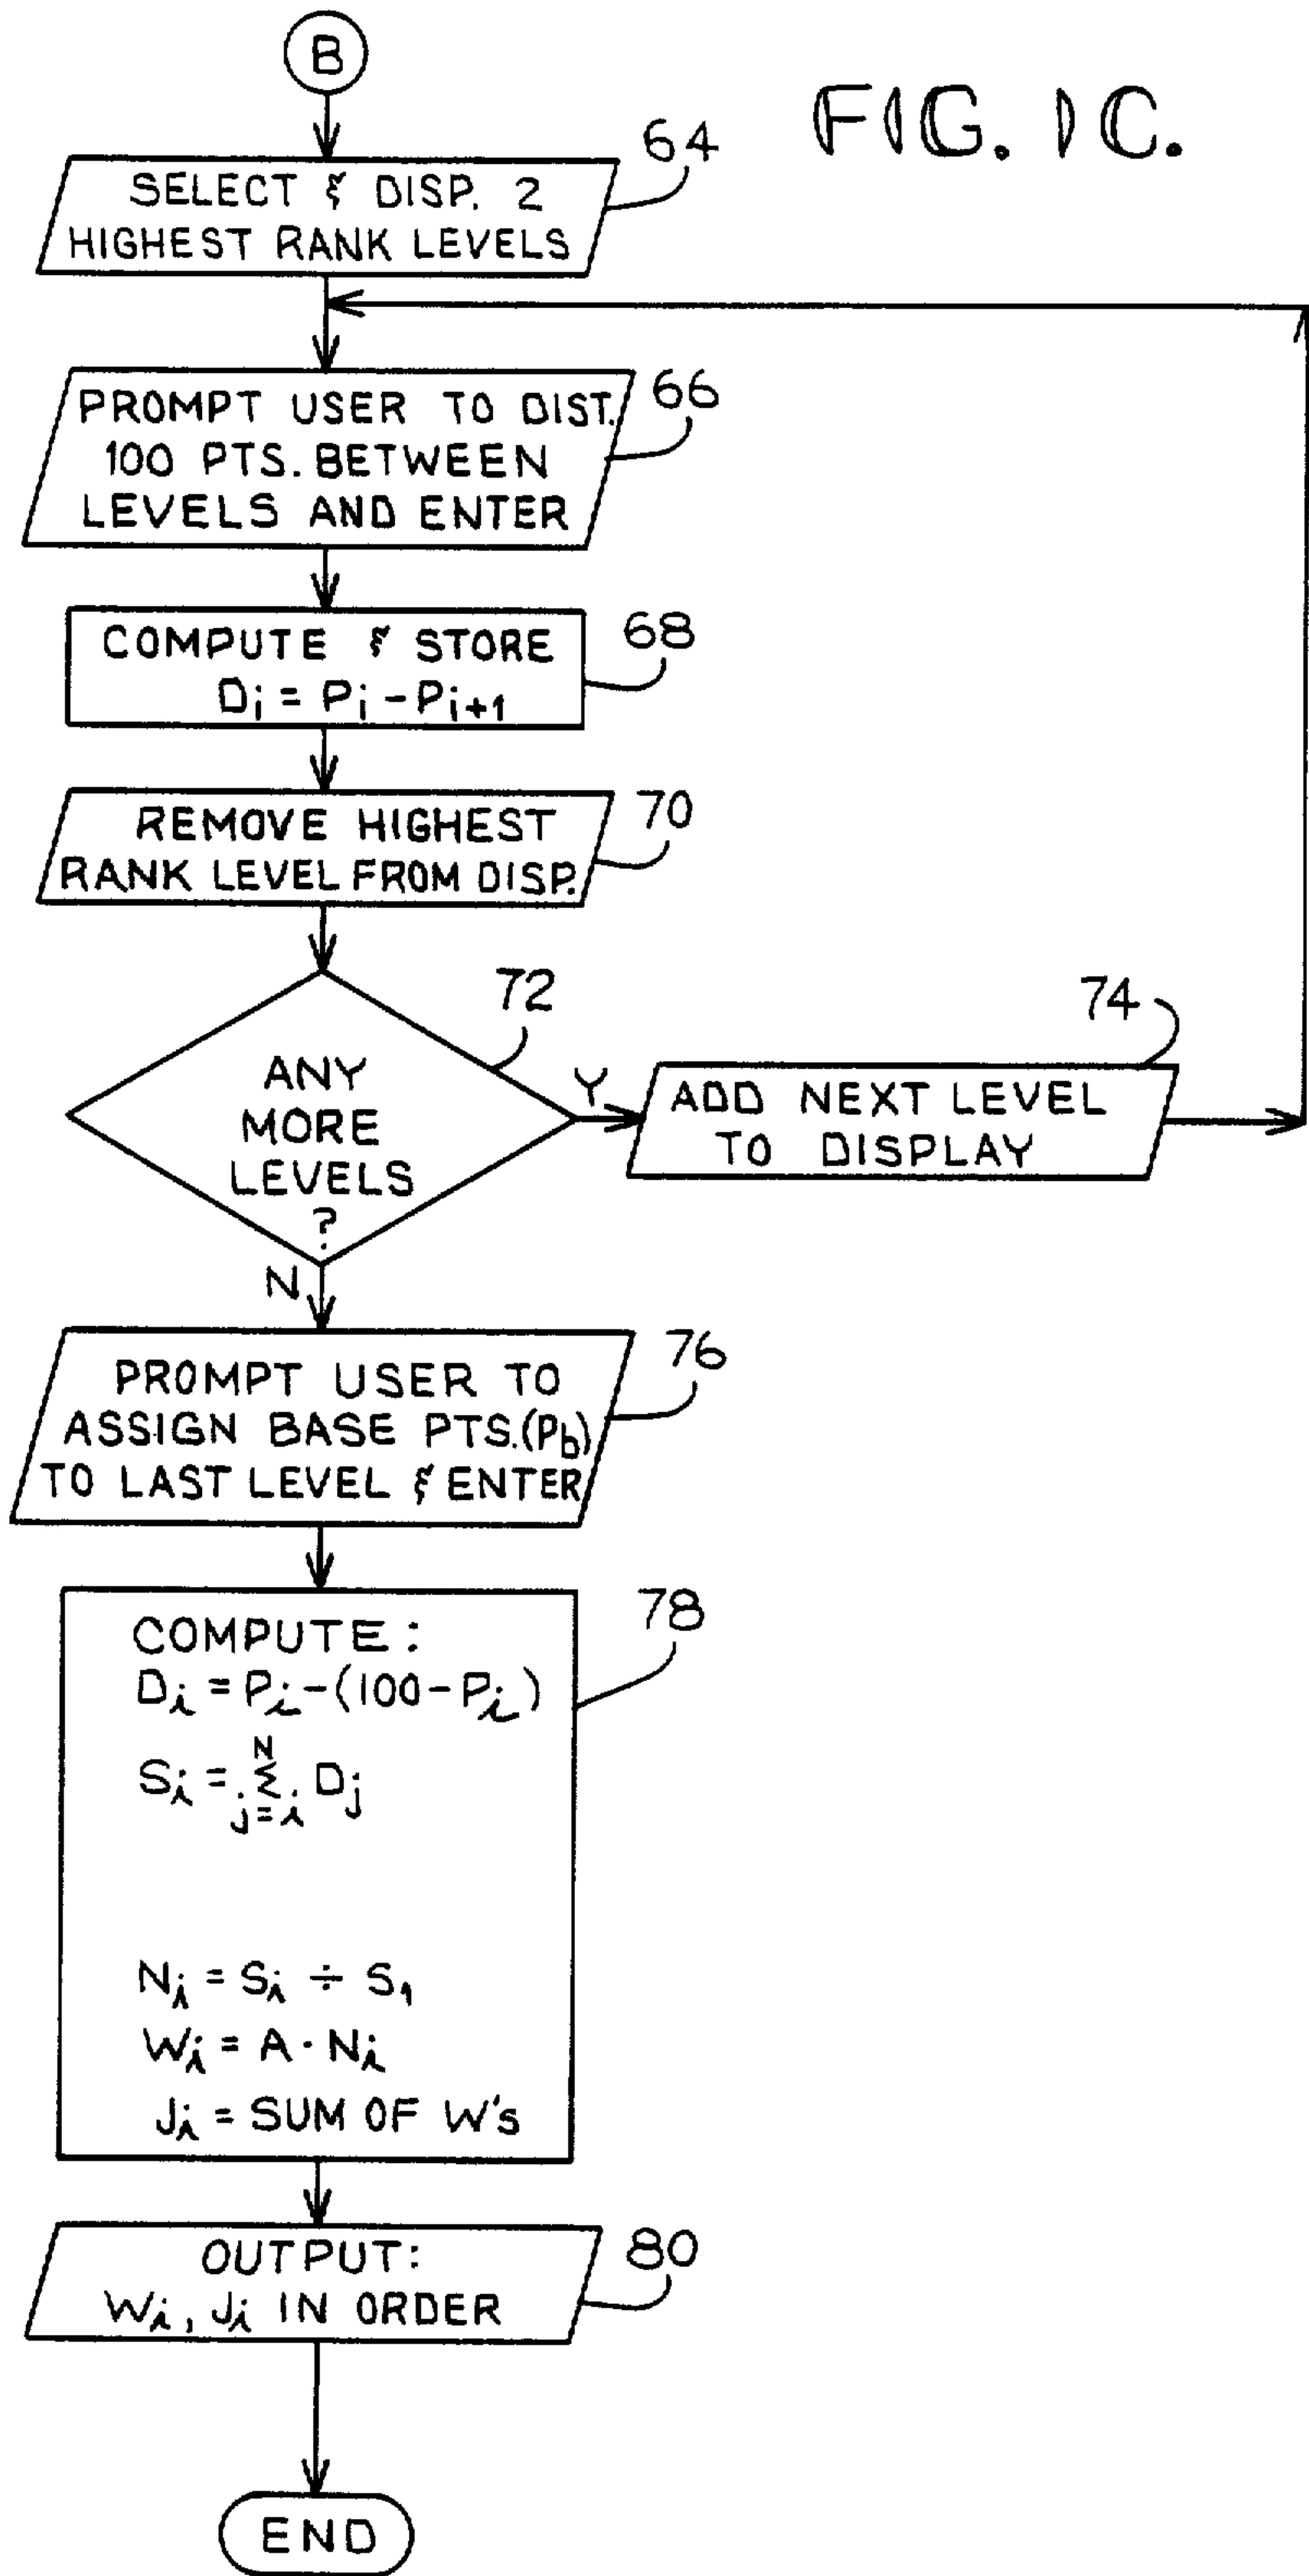 B
FIG. 1C.
64
SELECT & DISP. 2
HIGHEST RANK LEVELS
66
PROMPT USER TO DIST.
100 PTS. BETWEEN
LEVELS AND ENTER
68
COMPUTE & STORE
Di = Pi - Pi+1
70
REMOVE HIGHEST
RANK LEVEL FROM DISP.
72
ANY
MORE
LEVELS
?
Y
74
ADD NEXT LEVEL
TO DISPLAY
N
76
PROMPT USER TO
ASSIGN BASE PTS. (Pb)
TO LAST LEVEL & ENTER
78
COMPUTE:
Di = Pi - (100 - Pi)
N
Si = Σ Dj
j = i
Ni = Si ÷ S1
Wi = A · Ni
Ji = SUM OF W's
80
OUTPUT:
Wi, Ji IN ORDER
END